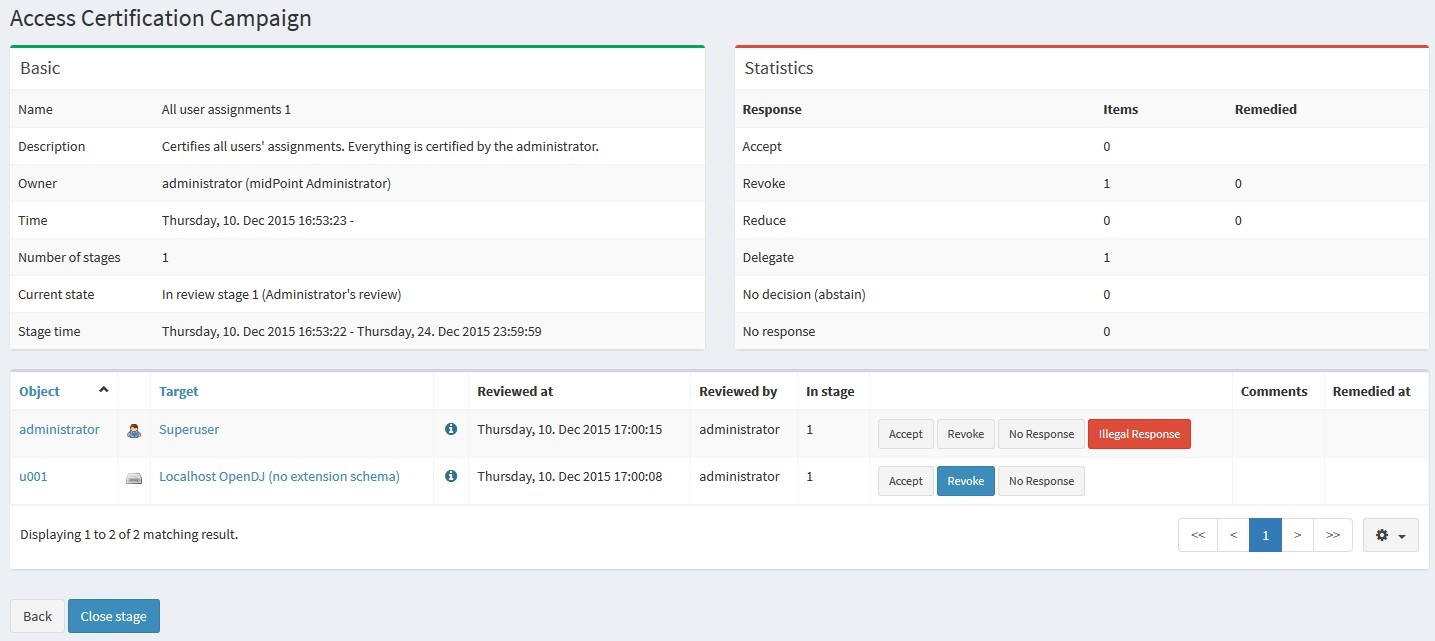 Access Certification Campaign
Basic
Name All user assignments 1
Description Certifies all users' assignments. Everything is certified by the administrator.
Owner administrator (midPoint Administrator)
Time Thursday, 10. Dec 2015 16:53:23 -
Number of stages 1
Current state In review stage 1 (Administrator's review)
Stage time Thursday, 10. Dec 2015 16:53:22 - Thursday, 24. Dec 2015 23:59:59
Statistics
Response Items Remedied
Accept 0
Revoke 1 0
Reduce 0 0
Delegate 1
No decision (abstain) 0
No response 0
Object Target Reviewed at Reviewed by In stage Comments Remedied at
administrator Superuser Thursday, 10. Dec 2015 17:00:15 administrator 1 Accept Revoke No Response Illegal Response
u001 Localhost OpenDJ (no extension schema) Thursday, 10. Dec 2015 17:00:08 administrator 1 Accept Revoke No Response
Displaying 1 to 2 of 2 matching result. << < 1 > >>
Back Close stage